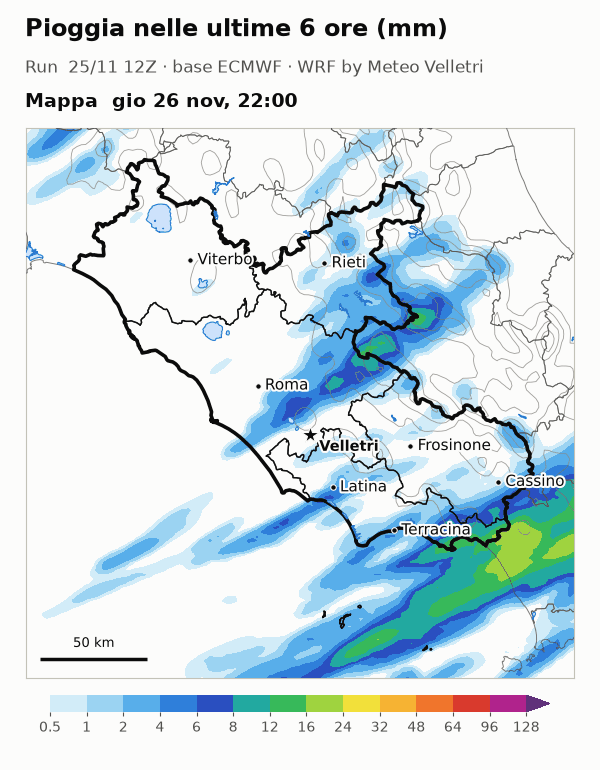 Pioggia nelle ultime 6 ore (mm)
Run  25/11 12Z · base ECMWF · WRF by Meteo Velletri
Mappa  gio 26 nov, 22:00
Viterbo
Rieti
Roma
Velletri
Frosinone
Latina
Cassino
Terracina
50 km
0.5 1 2 4 6 8 12 16 24 32 48 64 96 128